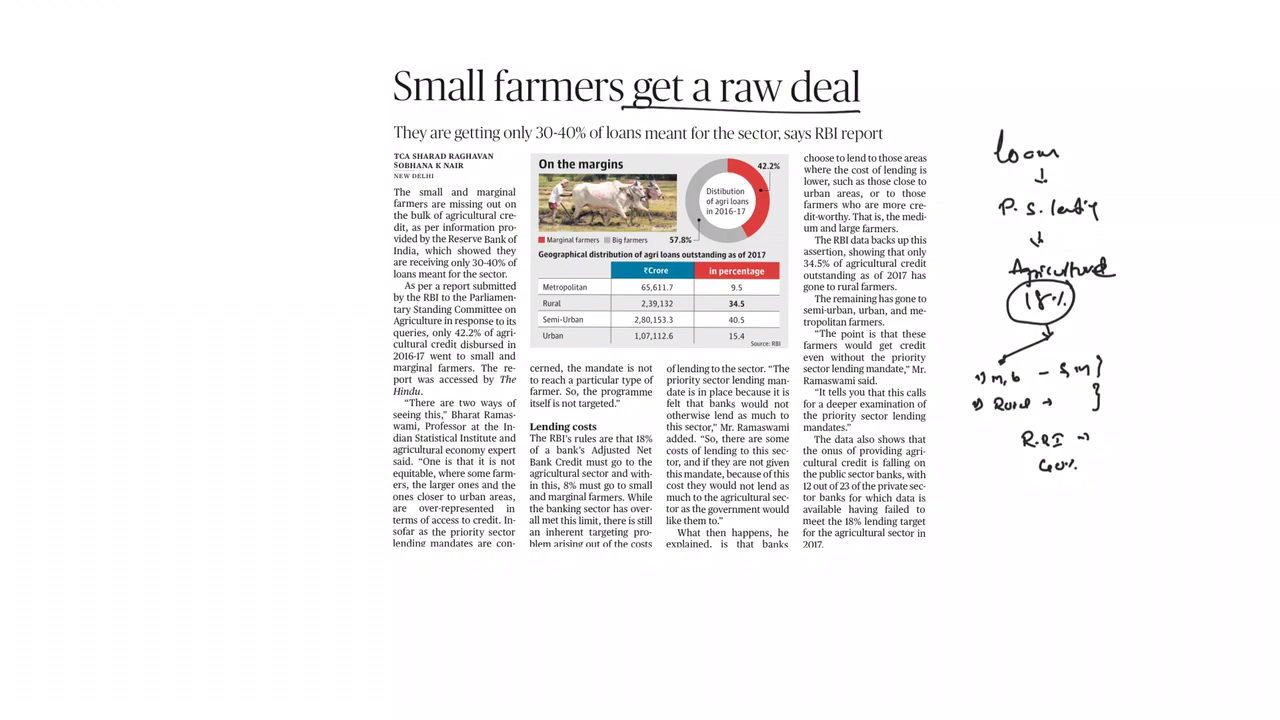 Small farmers get a raw deal
They are getting only 30-40% of loans meant for the sector, says RBI report
TCA SHARAD RAGHAVAN
SOBHANA K NAIR
NEW DELHI
The small and marginal
farmers are missing out on
the bulk of agricultural cre-
dit, as per information pro-
vided by the Reserve Bank of
India, which showed they
are receiving only 30-40% of
loans meant for the sector.
As per a report submitted
by the RBI to the Parliamen-
tary Standing Committee on
Agriculture in response to its
queries, only 42.2% of agri-
cultural credit disbursed in
2016-17 went to small and
marginal farmers. The re-
port was accessed by The
Hindu.
“There are two ways of
seeing this,” Bharat Ramas-
wami, Professor at the In-
dian Statistical Institute and
agricultural economy expert
said. “One is that it is not
equitable, where some farm-
ers, the larger ones and the
ones closer to urban areas,
are over-represented in
terms of access to credit. In-
sofar as the priority sector
lending mandates are con-
On the margins
42.2%
Distibution
of agri loans
in 2016-17
Marginal farmers Big farmers 57.8%
Geographical distribution of agri loans outstanding as of 2017
₹Crore in percentage
Metropolitan 65,611.7 9.5
Rural 2,39,132 34.5
Semi-Urban 2,80,153.3 40.5
Urban 1,07,112.6 15.4
Source: RBI
cerned, the mandate is not
to reach a particular type of
farmer. So, the programme
itself is not targeted.”
Lending costs
The RBI’s rules are that 18%
of a bank’s Adjusted Net
Bank Credit must go to the
agricultural sector and with-
in this, 8% must go to small
and marginal farmers. While
the banking sector has over-
all met this limit, there is still
an inherent targeting pro-
blem arising out of the costs
of lending to the sector. “The
priority sector lending man-
date is in place because it is
felt that banks would not
otherwise lend as much to
this sector,” Mr. Ramaswami
added. “So, there are some
costs of lending to this sec-
tor, and if they are not given
this mandate, because of this
cost they would not lend as
much to the agricultural sec-
tor as the government would
like them to.”
What then happens, he
explained, is that banks
choose to lend to those areas
where the cost of lending is
lower, such as those close to
urban areas, or to those
farmers who are more cre-
dit-worthy. That is, the medi-
um and large farmers.
The RBI data backs up this
assertion, showing that only
34.5% of agricultural credit
outstanding as of 2017 has
gone to rural farmers.
The remaining has gone to
semi-urban, urban, and me-
tropolitan farmers.
“The point is that these
farmers would get credit
even without the priority
sector lending mandate,” Mr.
Ramaswami said.
“It tells you that this calls
for a deeper examination of
the priority sector lending
mandates.”
The data also shows that
the onus of providing agri-
cultural credit is falling on
the public sector banks, with
12 out of 23 of the private sec-
tor banks for which data is
available having failed to
meet the 18% lending target
for the agricultural sector in
2017.
loan
P. S. lending
Agricultural
18%
1) m, b - S, M
2) Rural →